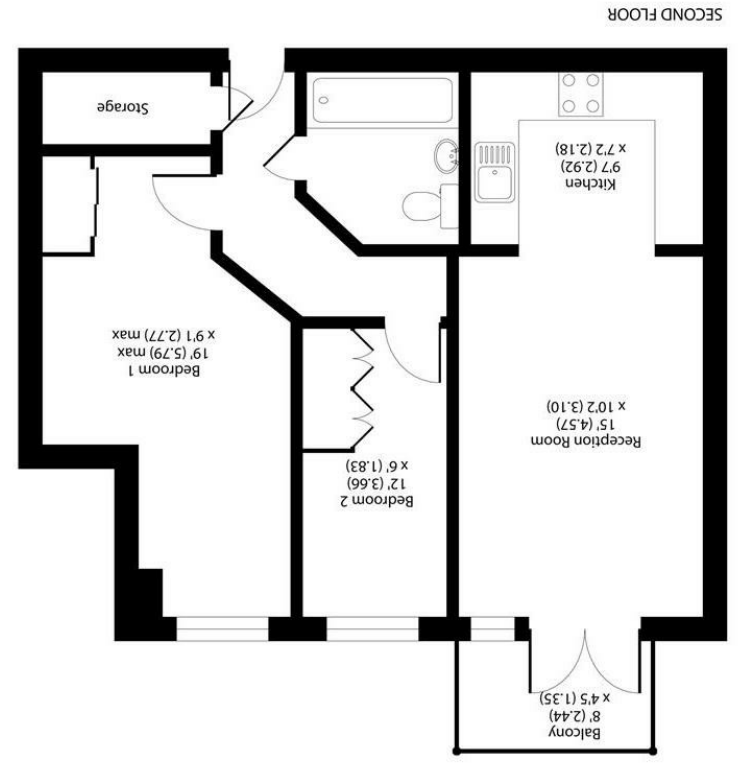 Balcony
8' (2.44)
x 4'5 (1.35)
Reception Room
15' (4.57)
x 10'2 (3.10)
Bedroom 2
12' (3.66)
x 6' (1.83)
Bedroom 1
19' (5.79) max
x 9'1 (2.77) max
Kitchen
9'7 (2.92)
x 7'2 (2.18)
Storage
SECOND FLOOR